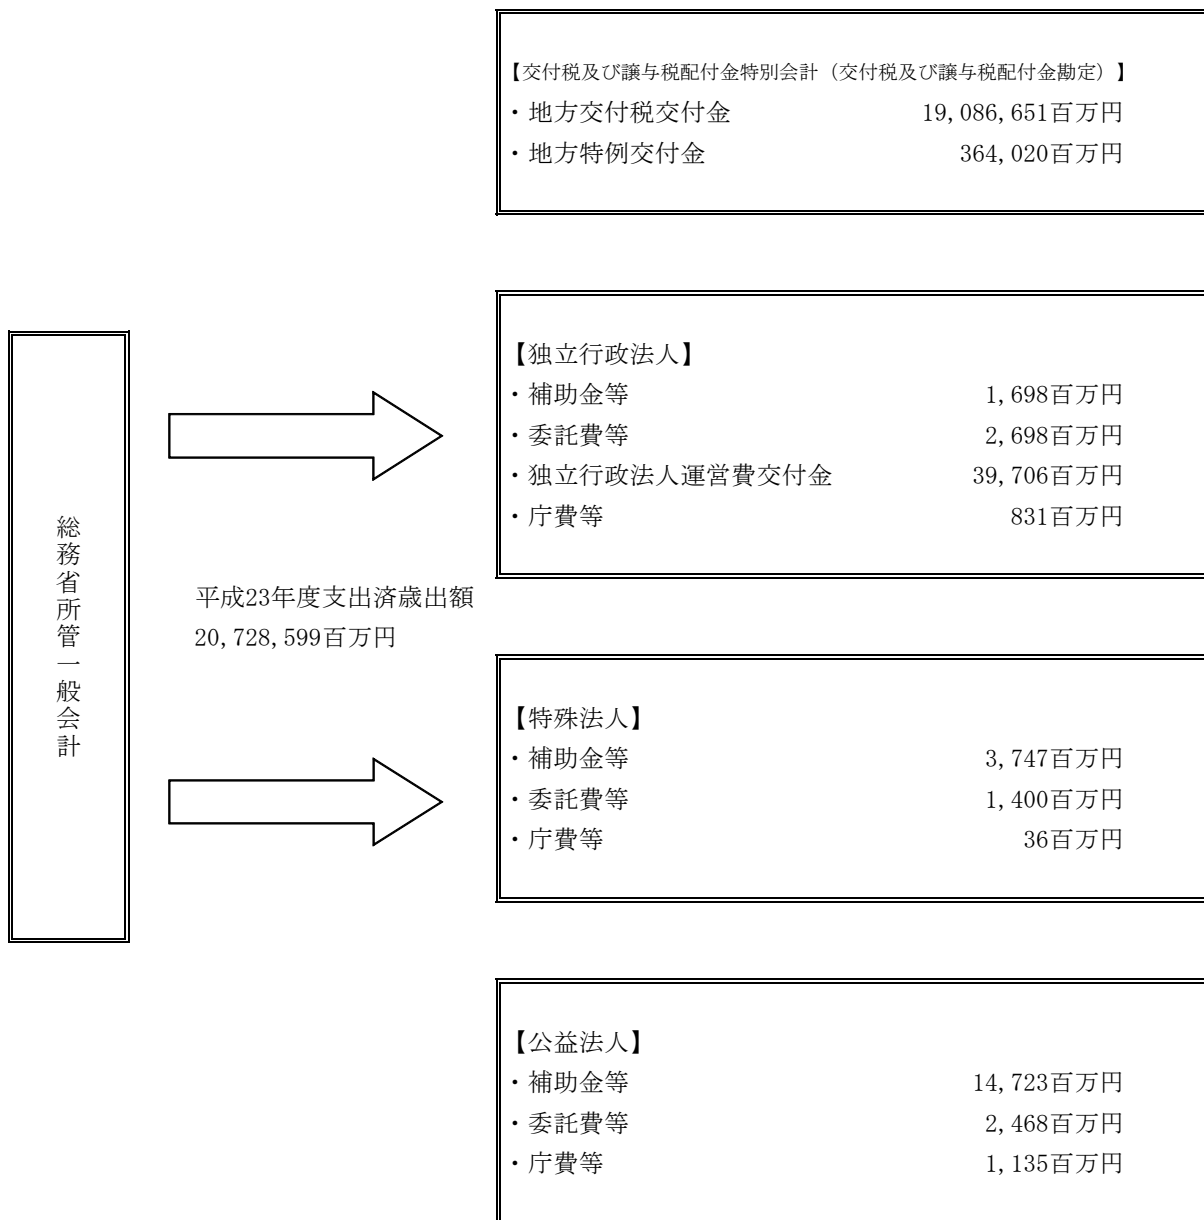 【交付税及び譲与税配付金特別会計（交付税及び譲与税配付金勘定）】
・地方交付税交付金 19,086,651百万円
・地方特例交付金 364,020百万円
【独立行政法人】
・補助金等 1,698百万円
・委託費等 2,698百万円
・独立行政法人運営費交付金 39,706百万円
・庁費等 831百万円
総務省所管一般会計
平成23年度支出済歳出額
20,728,599百万円
【特殊法人】
・補助金等 3,747百万円
・委託費等 1,400百万円
・庁費等 36百万円
【公益法人】
・補助金等 14,723百万円
・委託費等 2,468百万円
・庁費等 1,135百万円